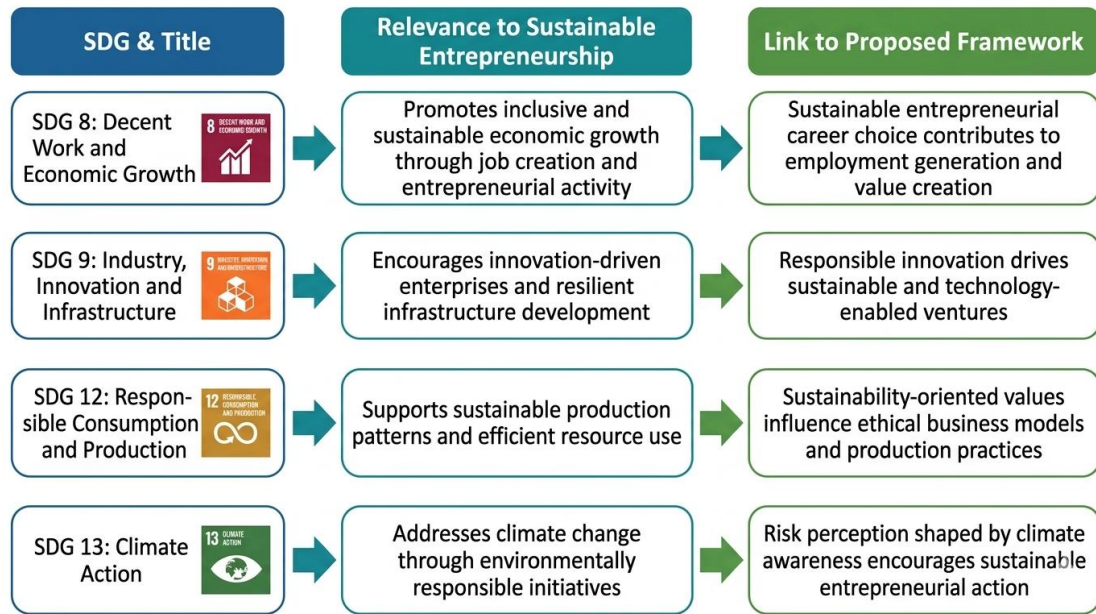 SDG & Title
Relevance to Sustainable
Entrepreneurship
Link to Proposed Framework
SDG 8: Decent
Work and
Economic Growth
8 DECENT WORK AND
ECONOMIC GROWTH
Promotes inclusive and
sustainable economic growth
through job creation and
entrepreneurial activity
Sustainable entrepreneurial
career choice contributes to
employment generation and
value creation
SDG 9: Industry,
Innovation and
Infrastructure
9
Encourages innovation-driven
enterprises and resilient
infrastructure development
Responsible innovation drives
sustainable and technology-
enabled ventures
SDG 12: Respon-
sible Consumption
and Production
12
CONSUMPTION
AND PRODUCTION
Supports sustainable production
patterns and efficient resource use
Sustainability-oriented values
influence ethical business models
and production practices
SDG 13: Climate
Action
13 CLIMATE
ACTION
Addresses climate change
through environmentally
responsible initiatives
Risk perception shaped by climate
awareness encourages sustainable
entrepreneurial action